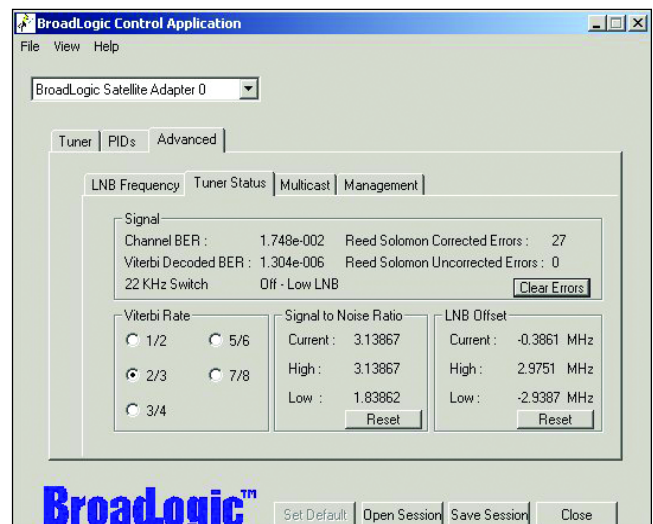 BroadLogic Control Application
File View Help
BroadLogic Satellite Adapter 0
Tuner PIDs Advanced
LNB Frequency Tuner Status Multicast Management
Signal
Channel BER : 1.748e-002 Reed Solomon Corrected Errors : 27
Viterbi Decoded BER : 1.304e-006 Reed Solomon Uncorrected Errors : 0
22 KHz Switch Off - Low LNB Clear Errors
Viterbi Rate Signal to Noise Ratio LNB Offset
1/2 5/6 Current : 3.13867 Current : -0.3861 MHz
2/3 7/8 High : 3.13867 High : 2.9751 MHz
3/4 Low : 1.83862 Low : -2.9387 MHz
Reset Reset
BroadLogic™ Set Default Open Session Save Session Close